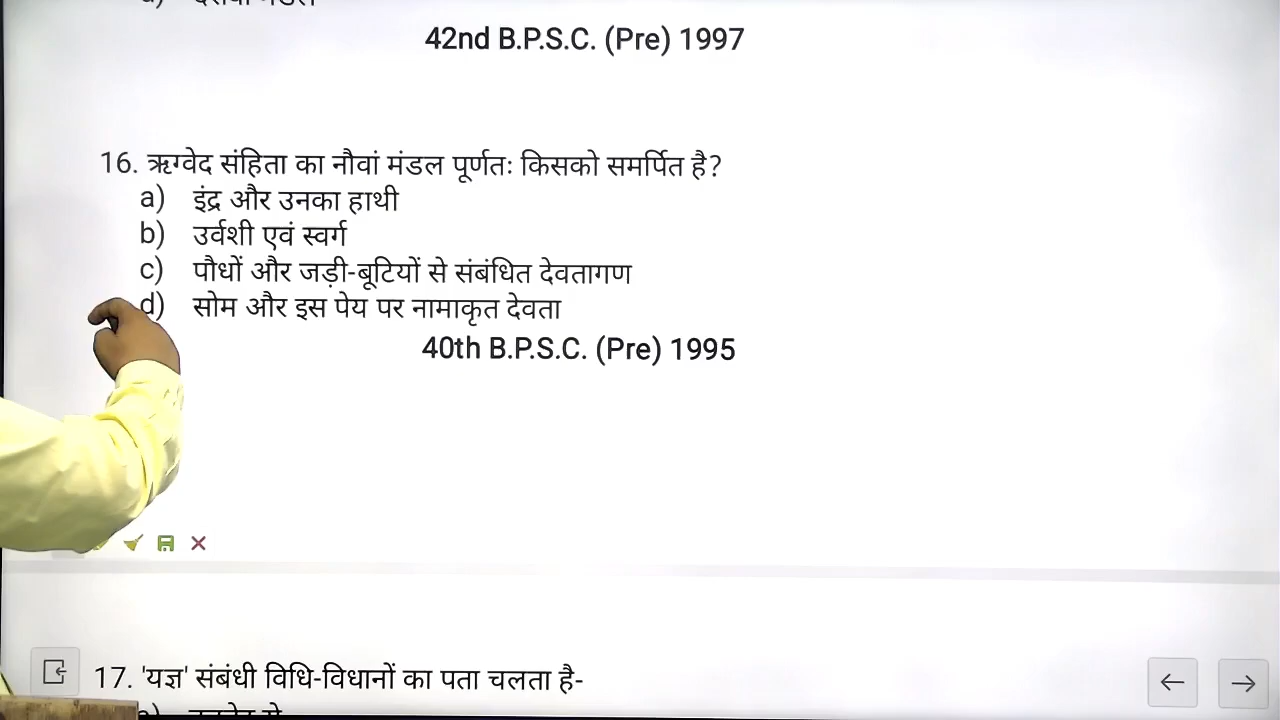 42nd B.P.S.C. (Pre) 1997
16. ऋग्वेद संहिता का नौवां मंडल पूर्णतः किसको समर्पित है?
a) इंद्र और उनका हाथी
b) उर्वशी एवं स्वर्ग
c) पौधों और जड़ी-बूटियों से संबंधित देवतागण
d) सोम और इस पेय पर नामाकृत देवता
40th B.P.S.C. (Pre) 1995
17. 'यज्ञ' संबंधी विधि-विधानों का पता चलता है-